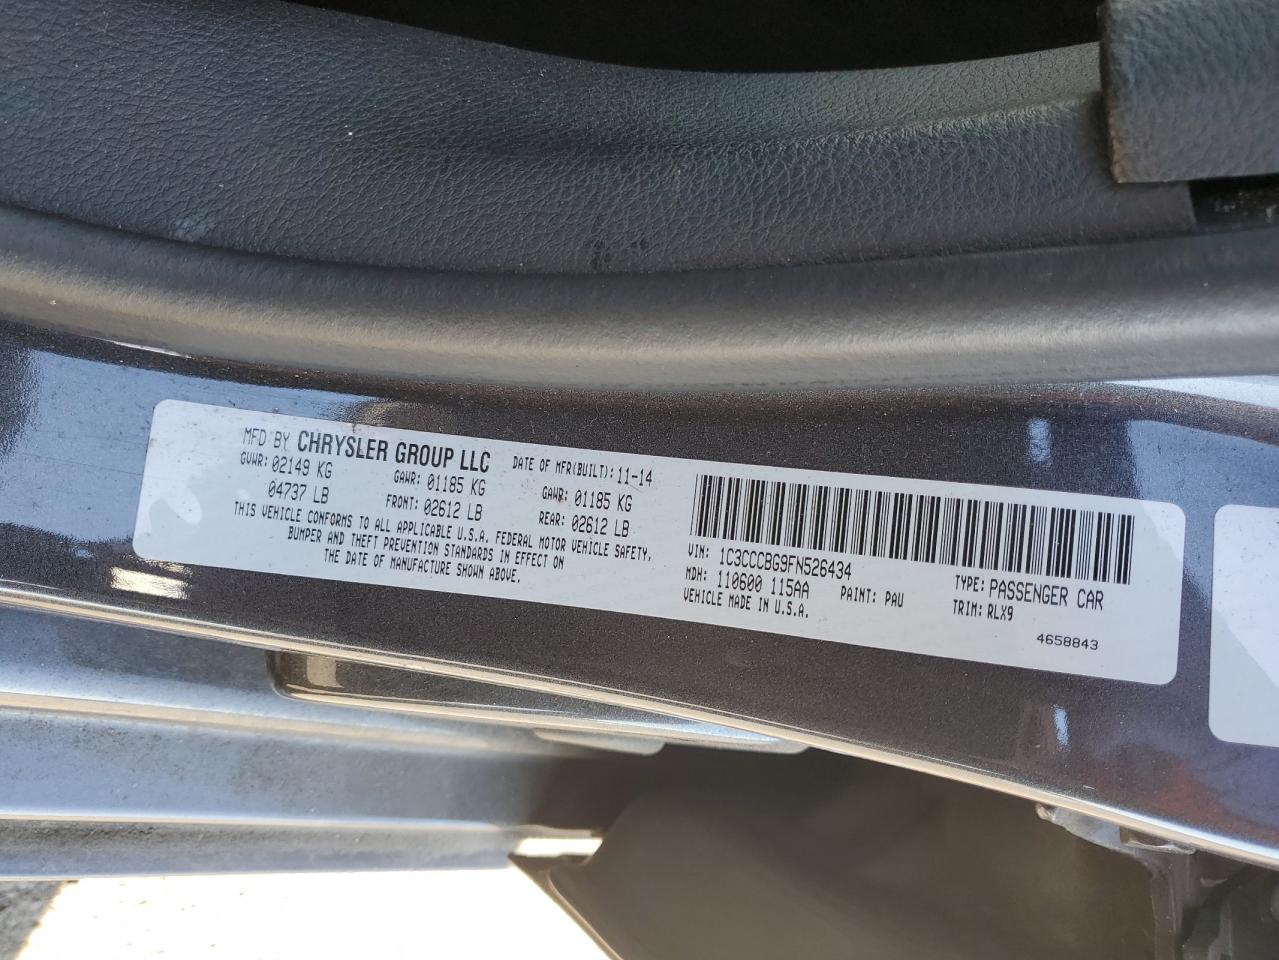 MFD BY CHRYSLER GROUP LLC DATE OF MFR(BUILT):11-14
GVWR: 02149 KG GAWR: 01185 KG GAWR: 01185 KG
04737 LB FRONT: 02612 LB REAR: 02612 LB
THIS VEHICLE CONFORMS TO ALL APPLICABLE U.S.A. FEDERAL MOTOR VEHICLE SAFETY,
BUMPER AND THEFT PREVENTION STANDARDS IN EFFECT ON
THE DATE OF MANUFACTURE SHOWN ABOVE.
VIN: 1C3CCCBG9FN526434 TYPE: PASSENGER CAR
MDH: 110600 115AA PAINT: PAU TRIM: RLX9
VEHICLE MADE IN U.S.A.
4658843